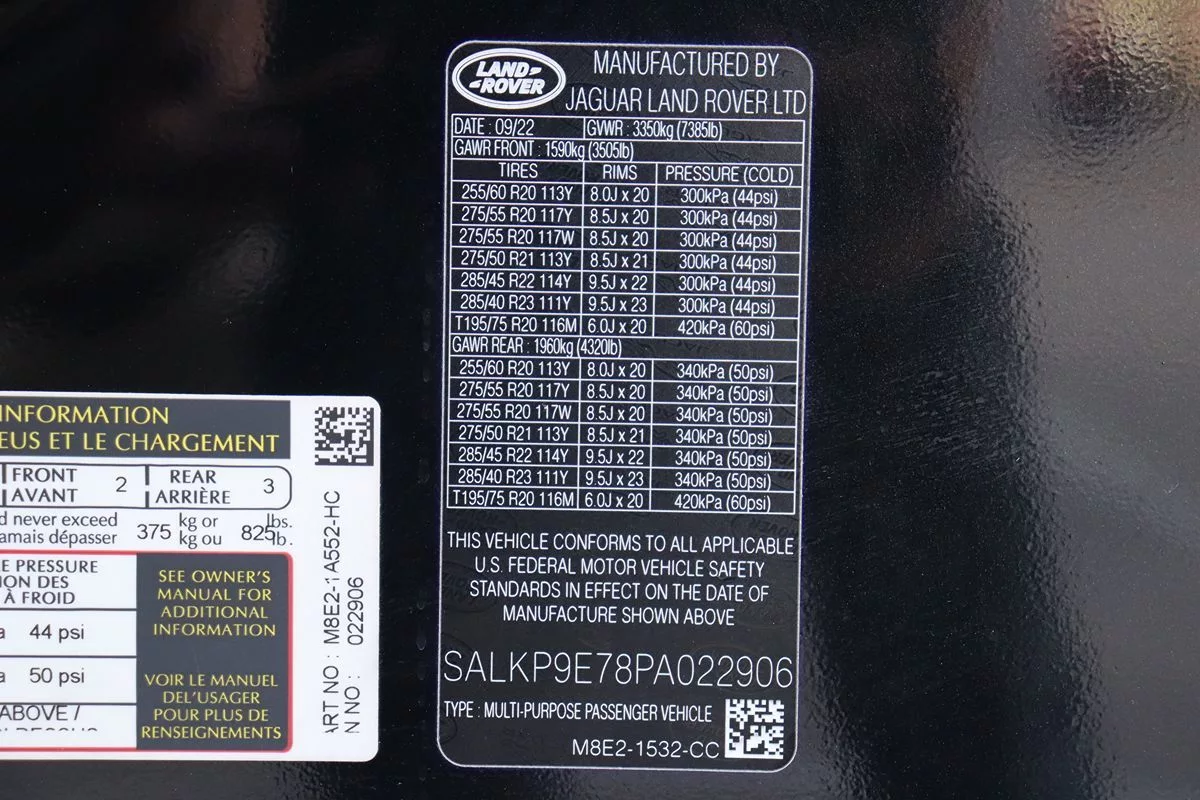 LAND-
-ROVER
MANUFACTURED BY
JAGUAR LAND ROVER LTD
DATE : 09/22 GVWR : 3350kg (7385lb)
GAWR FRONT : 1590kg (3505lb)
TIRES RIMS PRESSURE (COLD)
255/60 R20 113Y 8.0J x 20 300kPa (44psi)
275/55 R20 117Y 8.5J x 20 300kPa (44psi)
275/55 R20 117W 8.5J x 20 300kPa (44psi)
275/50 R21 113Y 8.5J x 21 300kPa (44psi)
285/45 R22 114Y 9.5J x 22 300kPa (44psi)
285/40 R23 111Y 9.5J x 23 300kPa (44psi)
T195/75 R20 116M 6.0J x 20 420kPa (60psi)
GAWR REAR : 1960kg (4320lb)
255/60 R20 113Y 8.0J x 20 340kPa (50psi)
275/55 R20 117Y 8.5J x 20 340kPa (50psi)
275/55 R20 117W 8.5J x 20 340kPa (50psi)
275/50 R21 113Y 8.5J x 21 340kPa (50psi)
285/45 R22 114Y 9.5J x 22 340kPa (50psi)
285/40 R23 111Y 9.5J x 23 340kPa (50psi)
T195/75 R20 116M 6.0J x 20 420kPa (60psi)
THIS VEHICLE CONFORMS TO ALL APPLICABLE
U.S. FEDERAL MOTOR VEHICLE SAFETY
STANDARDS IN EFFECT ON THE DATE OF
MANUFACTURE SHOWN ABOVE
SALKP9E78PA022906
TYPE : MULTI-PURPOSE PASSENGER VEHICLE
M8E2-1532-CC
INFORMATION
EUS ET LE CHARGEMENT
FRONT 2 REAR 3
AVANT ARRIÈRE
d never exceed 375 kg or 825 lbs.
amais dépasser kg ou lb.
E PRESSURE
ION DES
À FROID
a 44 psi
a 50 psi
ABOVE /
SEE OWNER'S
MANUAL FOR
ADDITIONAL
INFORMATION
VOIR LE MANUEL
DEL'USAGER
POUR PLUS DE
RENSEIGNEMENTS
ART NO : M8E2-1A552-HC
N NO : 022906